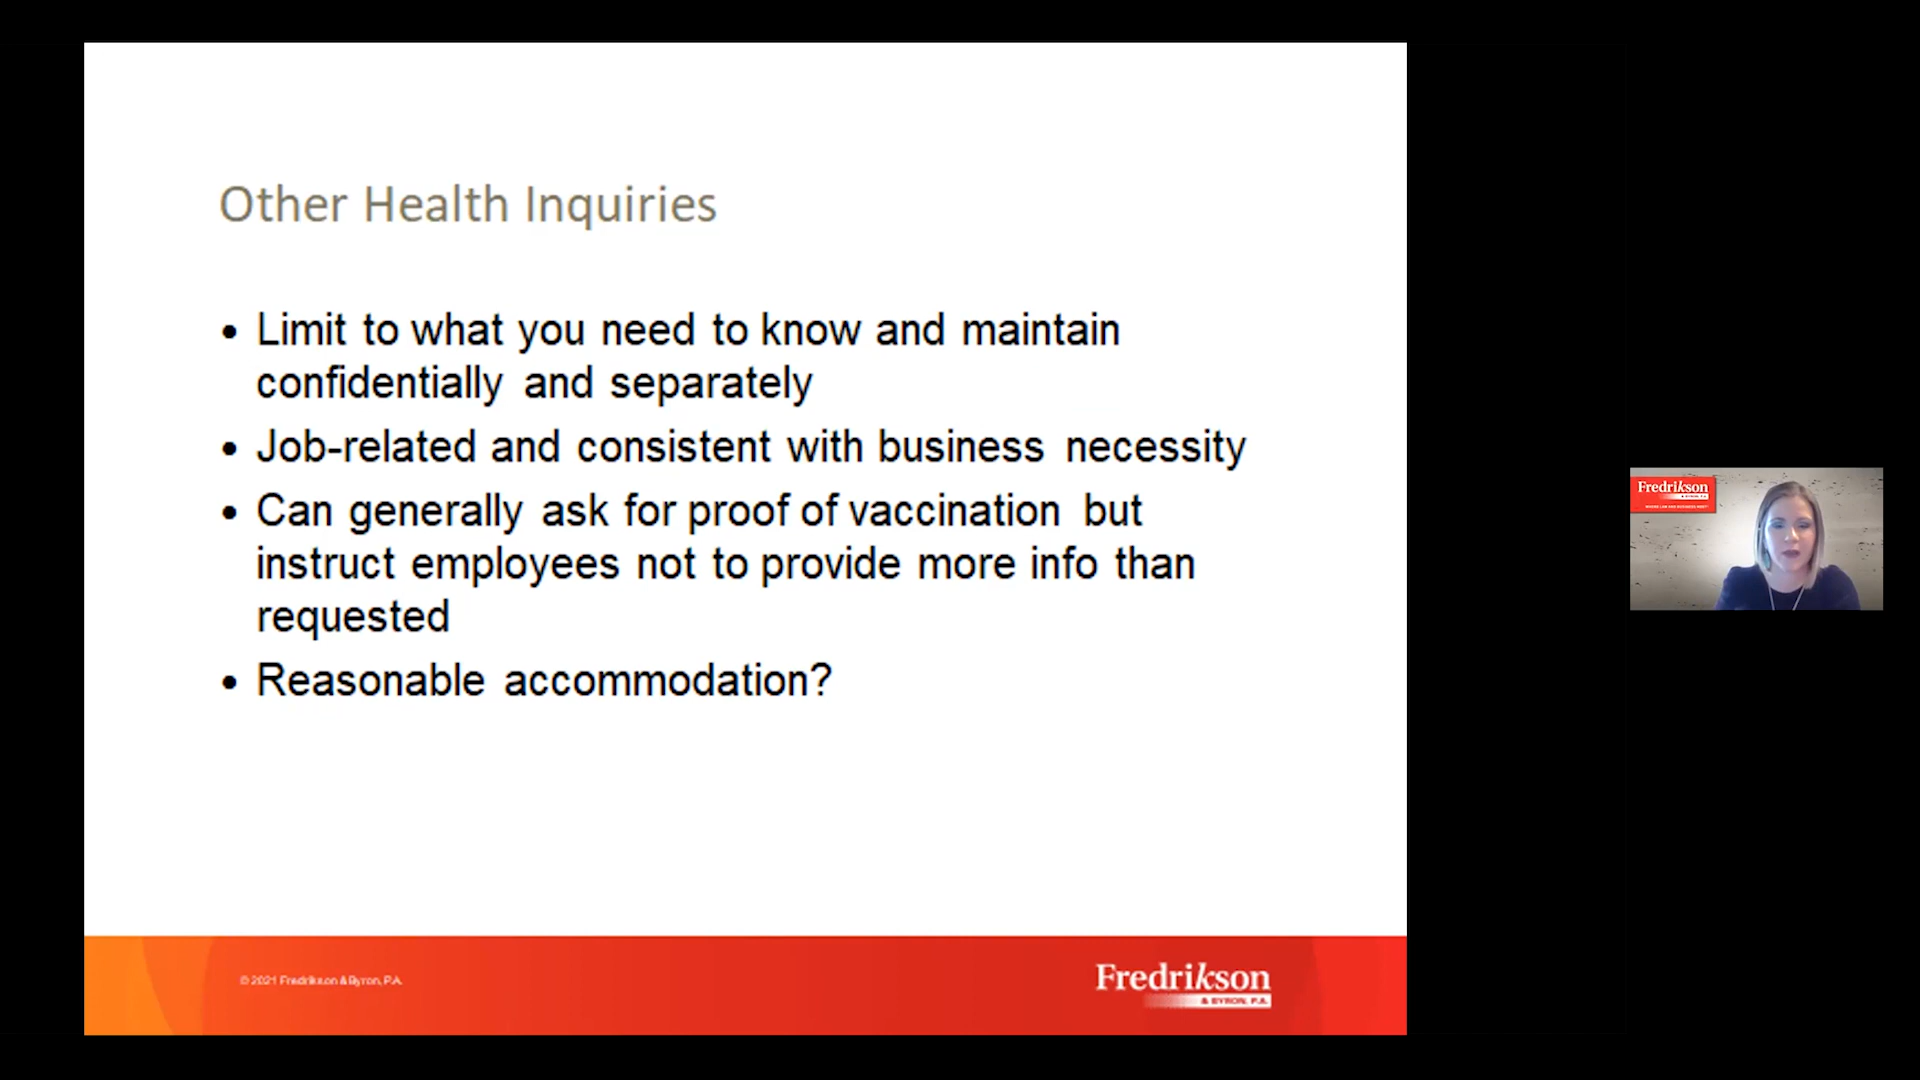 Other Health Inquiries
• Limit to what you need to know and maintain
confidentially and separately
• Job-related and consistent with business necessity
• Can generally ask for proof of vaccination but
instruct employees not to provide more info than
requested
• Reasonable accommodation?
© 2021 Fredrikson & Byron, P.A.
Fredrikson
& BYRON, P.A.
Fredrikson
& BYRON, P.A.